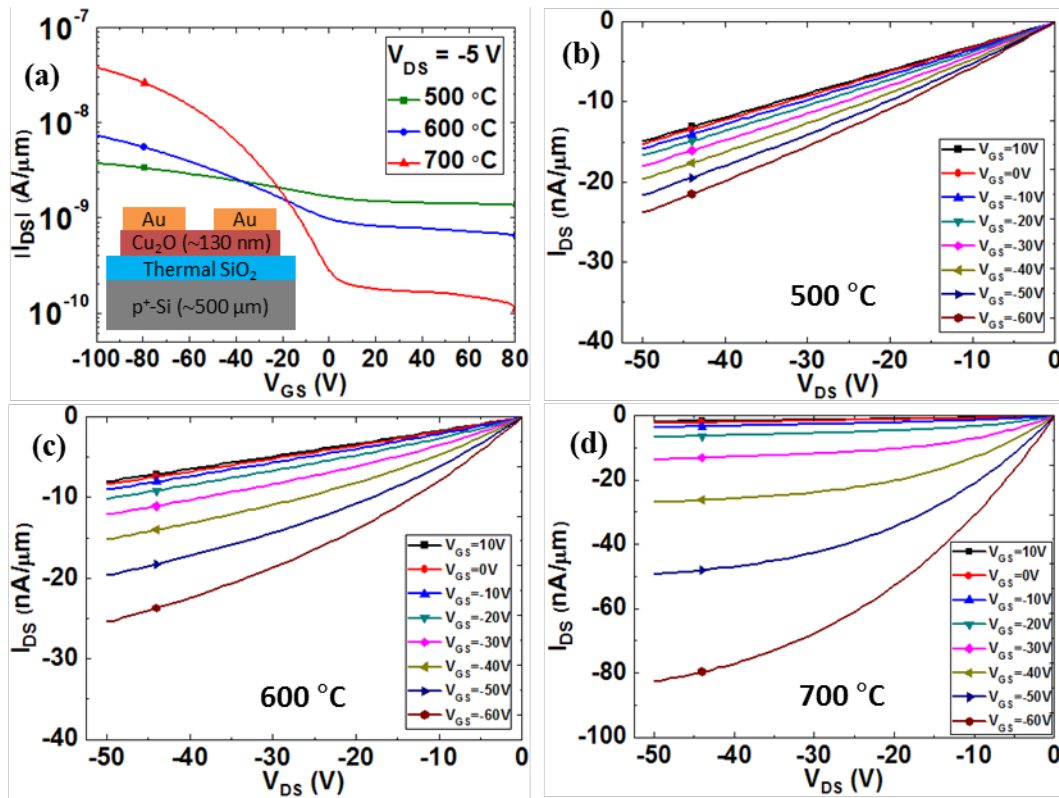 (a)
V_DS = -5 V
500 °C
600 °C
700 °C
|I_DS| (A/μm)
10^-7
10^-8
10^-9
10^-10
Au Au
Cu₂O (~130 nm)
Thermal SiO₂
p⁺-Si (~500 μm)
-100 -80 -60 -40 -20 0 20 40 60 80
V_GS (V)
(b)
I_DS (nA/μm)
0
-10
-20
-30
-40
V_GS=10V
V_GS=0V
V_GS=-10V
V_GS=-20V
V_GS=-30V
V_GS=-40V
V_GS=-50V
V_GS=-60V
500 °C
-50 -40 -30 -20 -10 0
V_DS (V)
(c)
I_DS (nA/μm)
0
-10
-20
-30
-40
V_GS=10V
V_GS=0V
V_GS=-10V
V_GS=-20V
V_GS=-30V
V_GS=-40V
V_GS=-50V
V_GS=-60V
600 °C
-50 -40 -30 -20 -10 0
V_DS (V)
(d)
I_DS (nA/μm)
0
-20
-40
-60
-80
-100
V_GS=10V
V_GS=0V
V_GS=-10V
V_GS=-20V
V_GS=-30V
V_GS=-40V
V_GS=-50V
V_GS=-60V
700 °C
-50 -40 -30 -20 -10 0
V_DS (V)